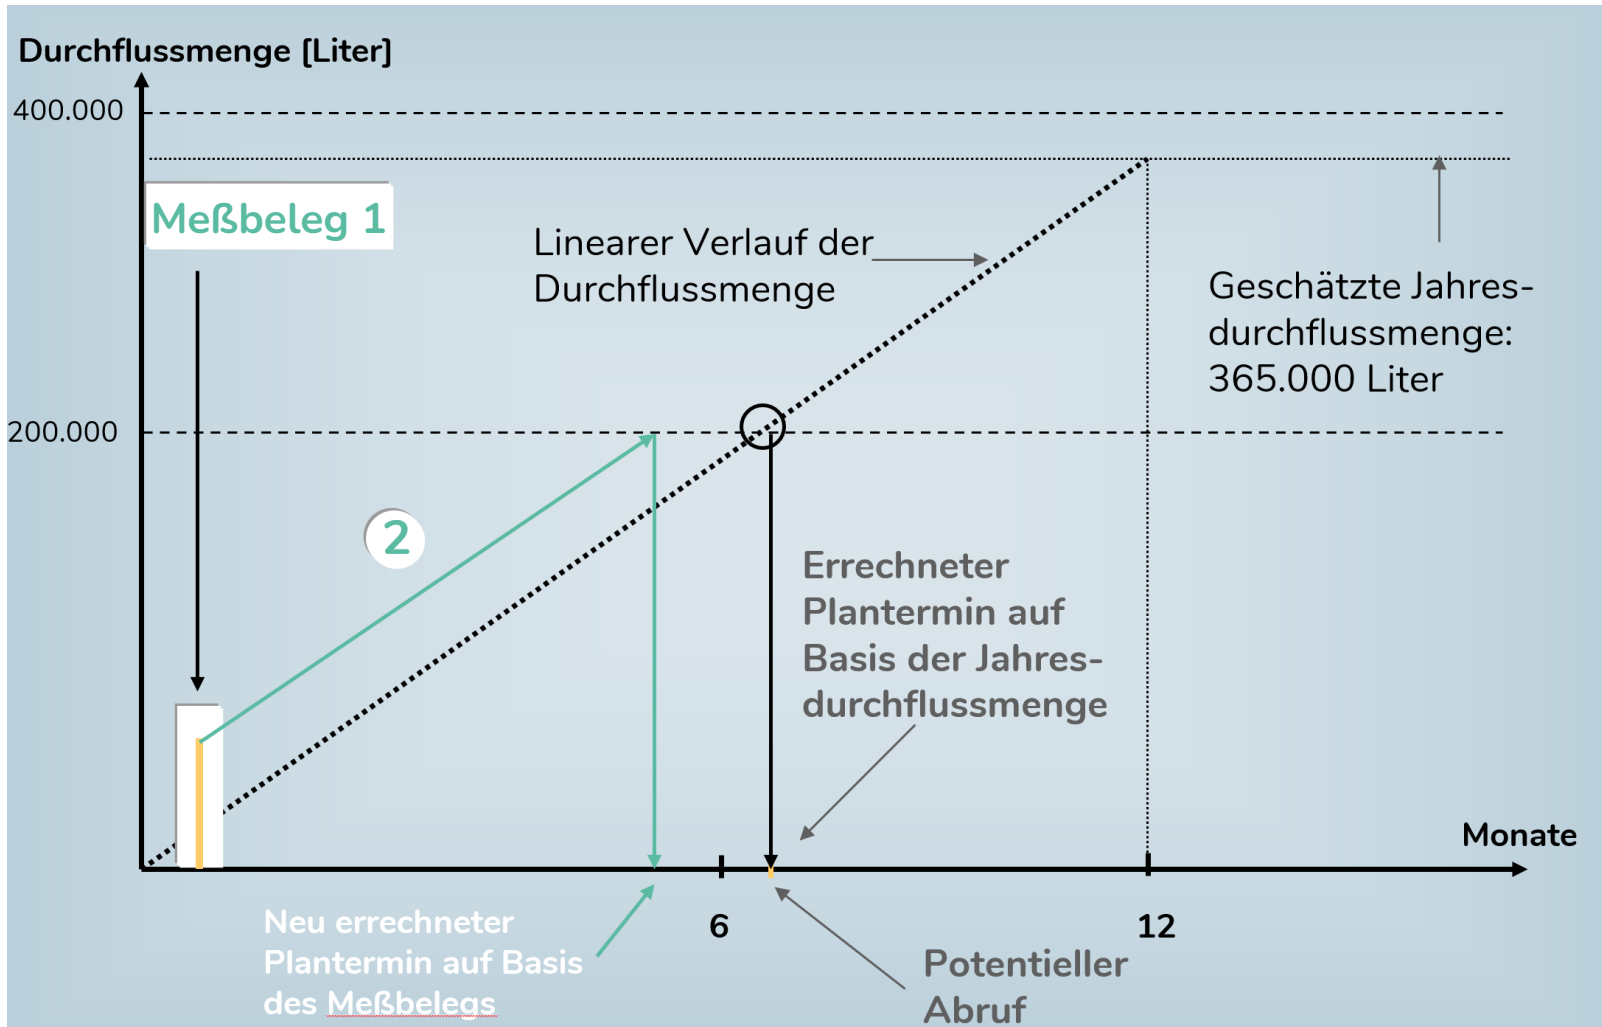 Durchflussmenge [Liter]
400.000
Meßbeleg 1
Linearer Verlauf der
Durchflussmenge
Geschätzte Jahres-
durchflussmenge:
365.000 Liter
200.000
2
Errechneter
Plantermin auf
Basis der Jahres-
durchflussmenge
Monate
6
12
Neu errechneter
Plantermin auf Basis
des Meßbelegs
Potentieller
Abruf